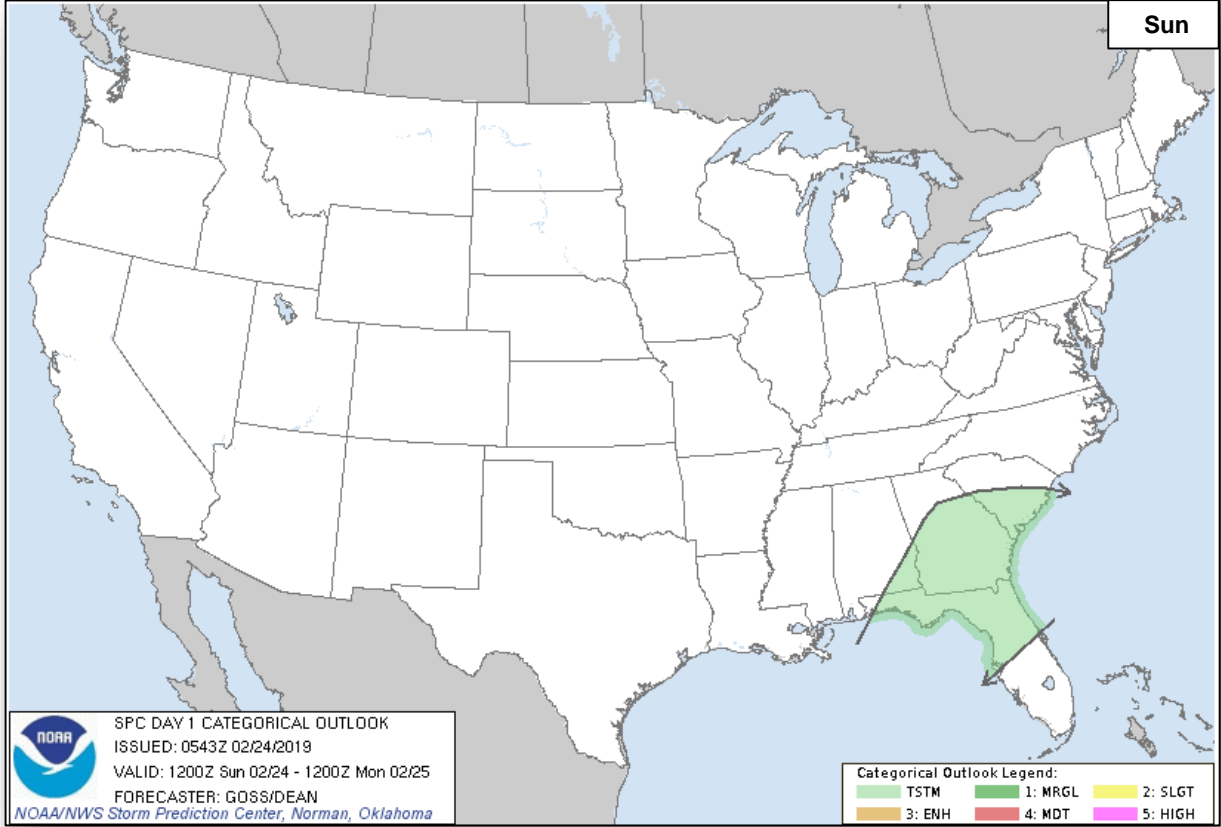 Sun
NOAA
SPC DAY 1 CATEGORICAL OUTLOOK
ISSUED: 0543Z 02/24/2019
VALID: 1200Z Sun 02/24 - 1200Z Mon 02/25
FORECASTER: GOSS/DEAN
NOAA/NWS Storm Prediction Center, Norman, Oklahoma
Categorical Outlook Legend:
TSTM 1: MRGL 2: SLGT
3: ENH 4: MDT 5: HIGH